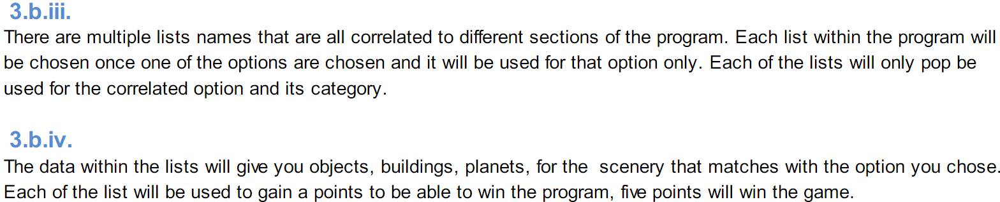 3.b.iii.
There are multiple lists names that are all correlated to different sections of the program. Each list within the program will
be chosen once one of the options are chosen and it will be used for that option only. Each of the lists will only pop be
used for the correlated option and its category.
3.b.iv.
The data within the lists will give you objects, buildings, planets, for the  scenery that matches with the option you chose.
Each of the list will be used to gain a points to be able to win the program, five points will win the game.